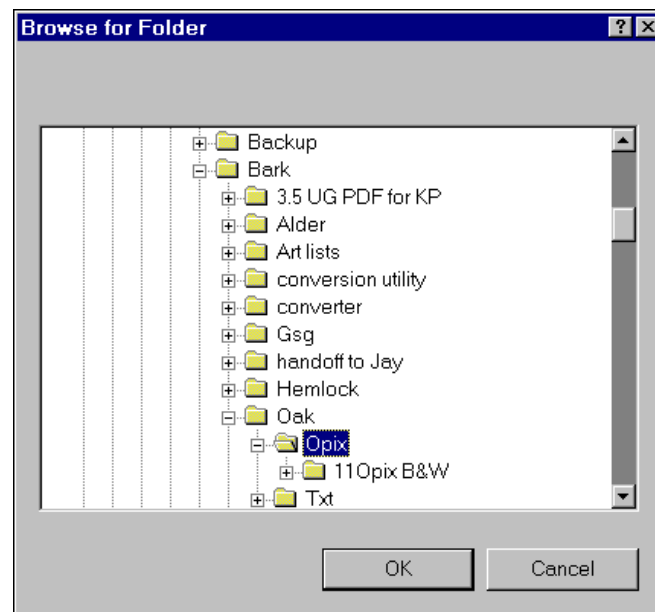 Browse for Folder
Backup
Bark
3.5 UG PDF for KP
Alder
Art lists
conversion utility
converter
Gsg
handoff to Jay
Hemlock
Oak
Opix
11Opix B&W
Txt
OK Cancel